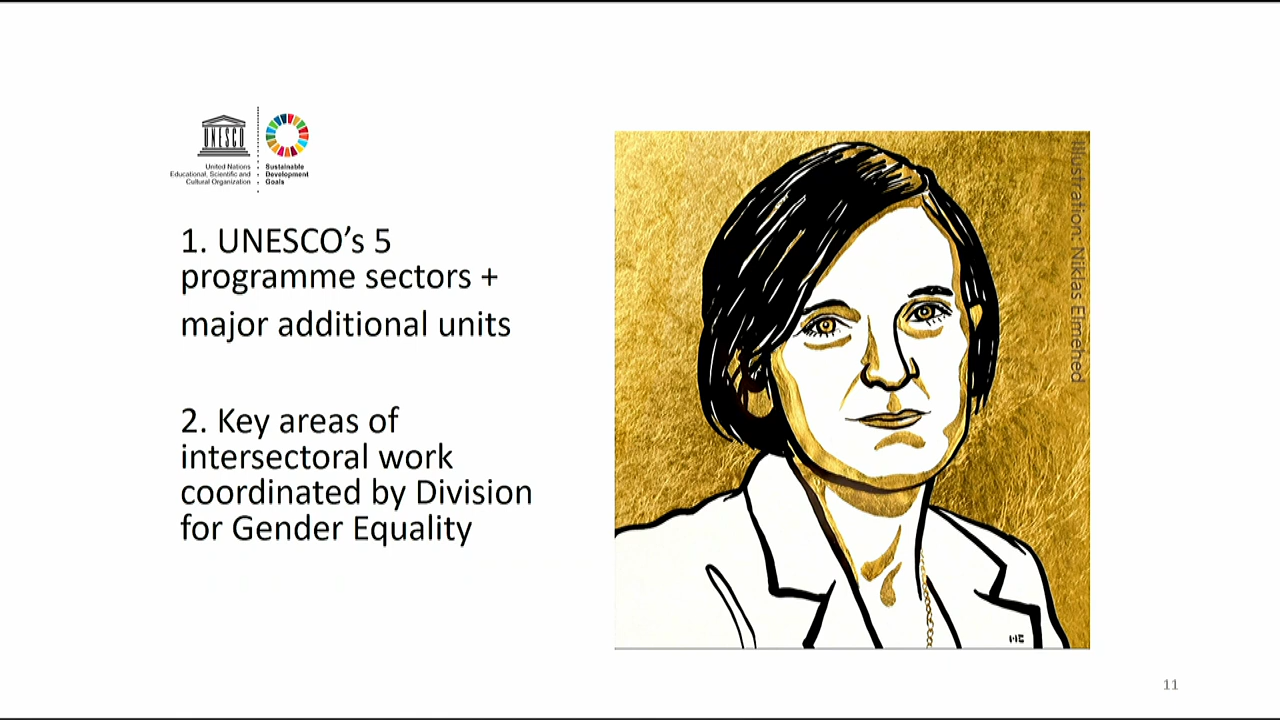 UNESCO
United Nations
Educational, Scientific and
Cultural Organization
Sustainable
Development
Goals
1. UNESCO’s 5
programme sectors +
major additional units
2. Key areas of
intersectoral work
coordinated by Division
for Gender Equality
Illustration: Niklas Elmehed
NE
11